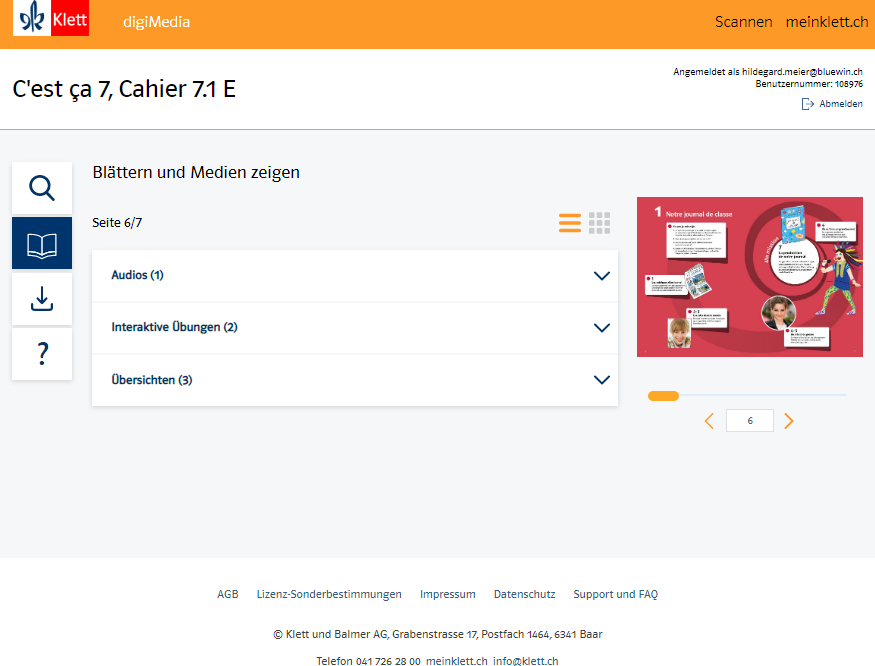 Klett
digiMedia
Scannen meinklett.ch
C'est ça 7, Cahier 7.1 E
Angemeldet als hildegard.meier@bluewin.ch
Benutzernummer: 108976
Abmelden
Blättern und Medien zeigen
Seite 6/7
Audios (1)
Interaktive Übungen (2)
Übersichten (3)
?
1 Notre journal de classe
6
AGB Lizenz-Sonderbestimmungen Impressum Datenschutz Support und FAQ
© Klett und Balmer AG, Grabenstrasse 17, Postfach 1464, 6341 Baar
Telefon 041 726 28 00 meinklett.ch info@klett.ch